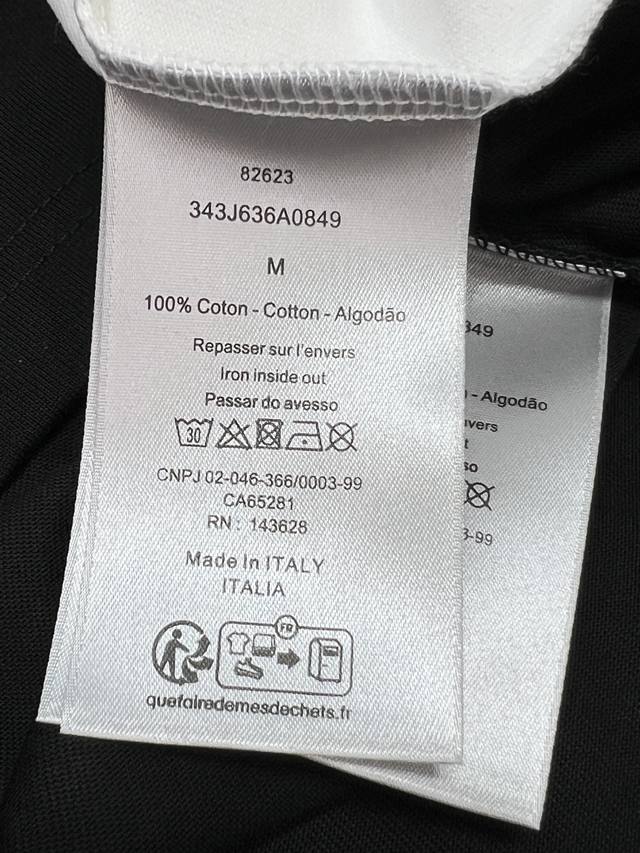 82623
343J636A0849
M
100% Coton - Cotton - Algodão
Repasser sur l'envers
Iron inside out
Passar do avesso
30
CNPJ 02-046-366/0003-99
CA65281
RN : 143628
Made In ITALY
ITALIA
FR
quefairedemesdechets.fr
349
- Algodão
vers
t
so
3-99